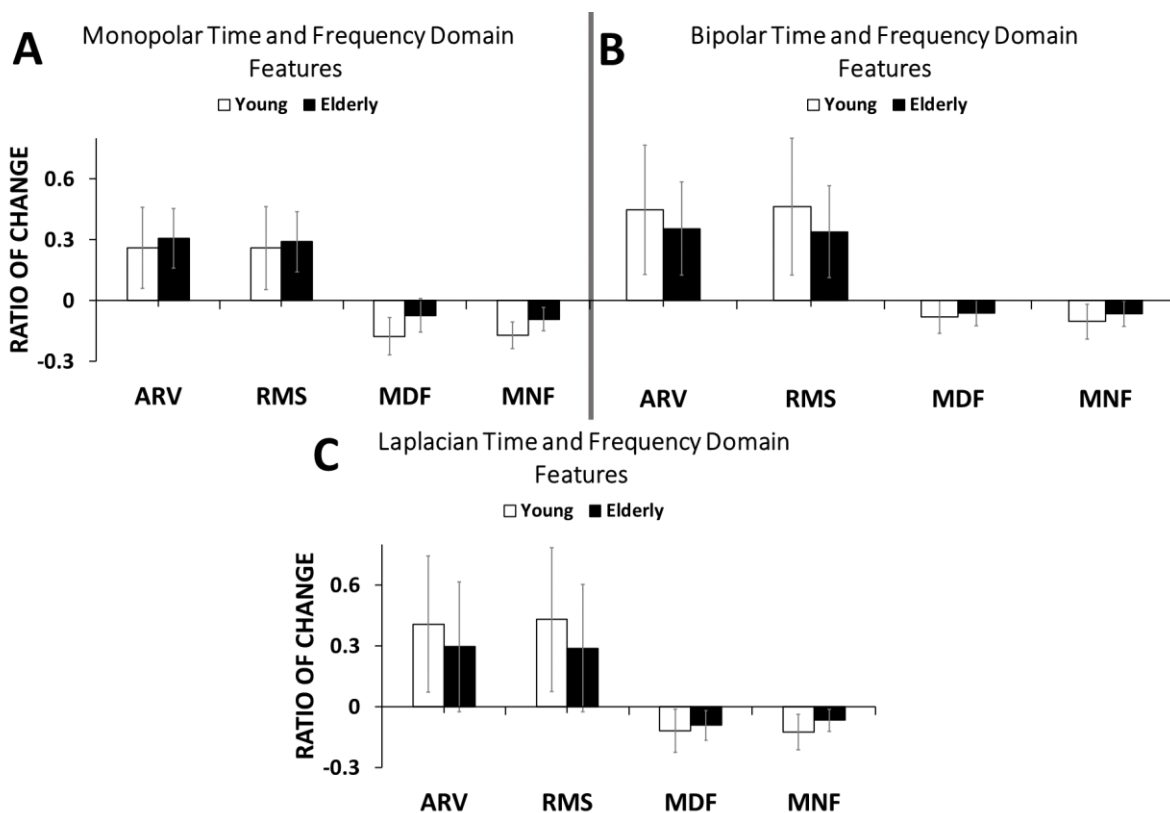 A
Monopolar Time and Frequency Domain
Features
Young Elderly
RATIO OF CHANGE
0.6
0.3
0
-0.3
ARV RMS MDF MNF
B
Bipolar Time and Frequency Domain
Features
Young Elderly
ARV RMS MDF MNF
C
Laplacian Time and Frequency Domain
Features
Young Elderly
RATIO OF CHANGE
0.6
0.3
0
-0.3
ARV RMS MDF MNF